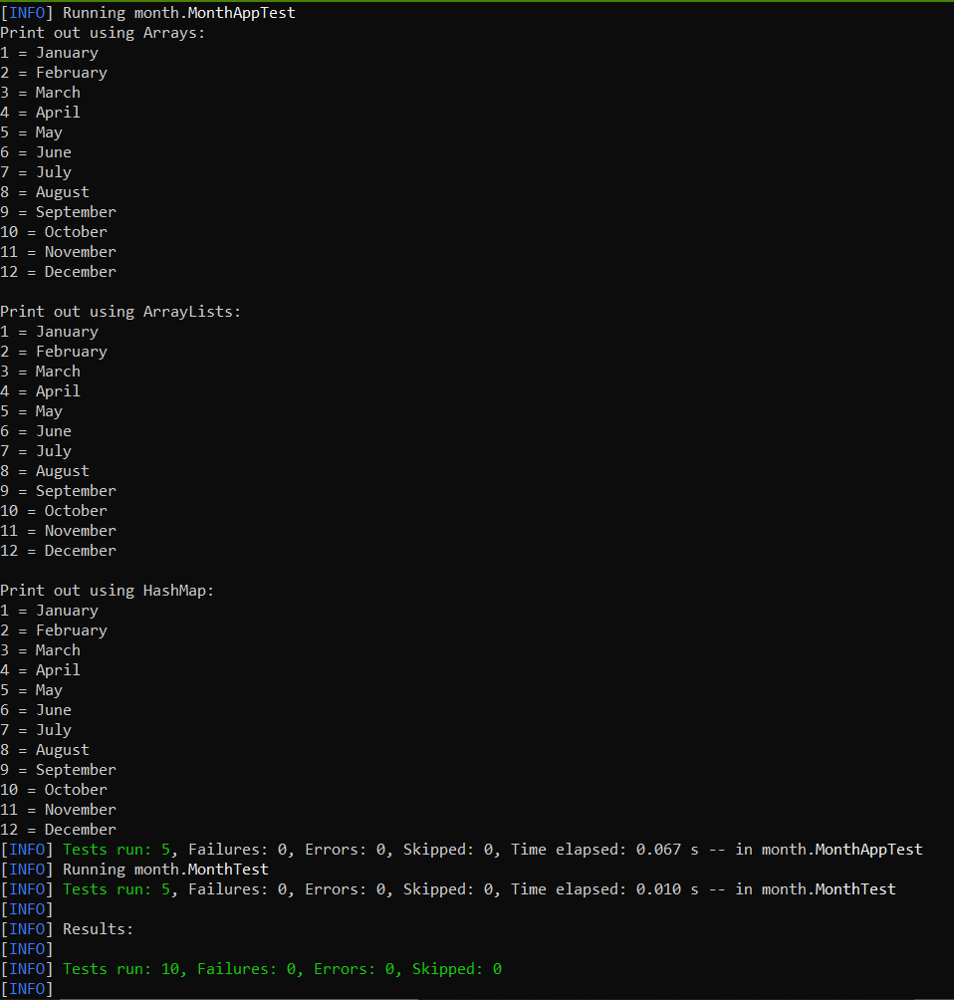 [INFO] Running month.MonthAppTest
Print out using Arrays:
1 = January
2 = February
3 = March
4 = April
5 = May
6 = June
7 = July
8 = August
9 = September
10 = October
11 = November
12 = December

Print out using ArrayLists:
1 = January
2 = February
3 = March
4 = April
5 = May
6 = June
7 = July
8 = August
9 = September
10 = October
11 = November
12 = December

Print out using HashMap:
1 = January
2 = February
3 = March
4 = April
5 = May
6 = June
7 = July
8 = August
9 = September
10 = October
11 = November
12 = December
[INFO] Tests run: 5, Failures: 0, Errors: 0, Skipped: 0, Time elapsed: 0.067 s -- in month.MonthAppTest
[INFO] Running month.MonthTest
[INFO] Tests run: 5, Failures: 0, Errors: 0, Skipped: 0, Time elapsed: 0.010 s -- in month.MonthTest
[INFO]
[INFO] Results:
[INFO]
[INFO] Tests run: 10, Failures: 0, Errors: 0, Skipped: 0
[INFO]